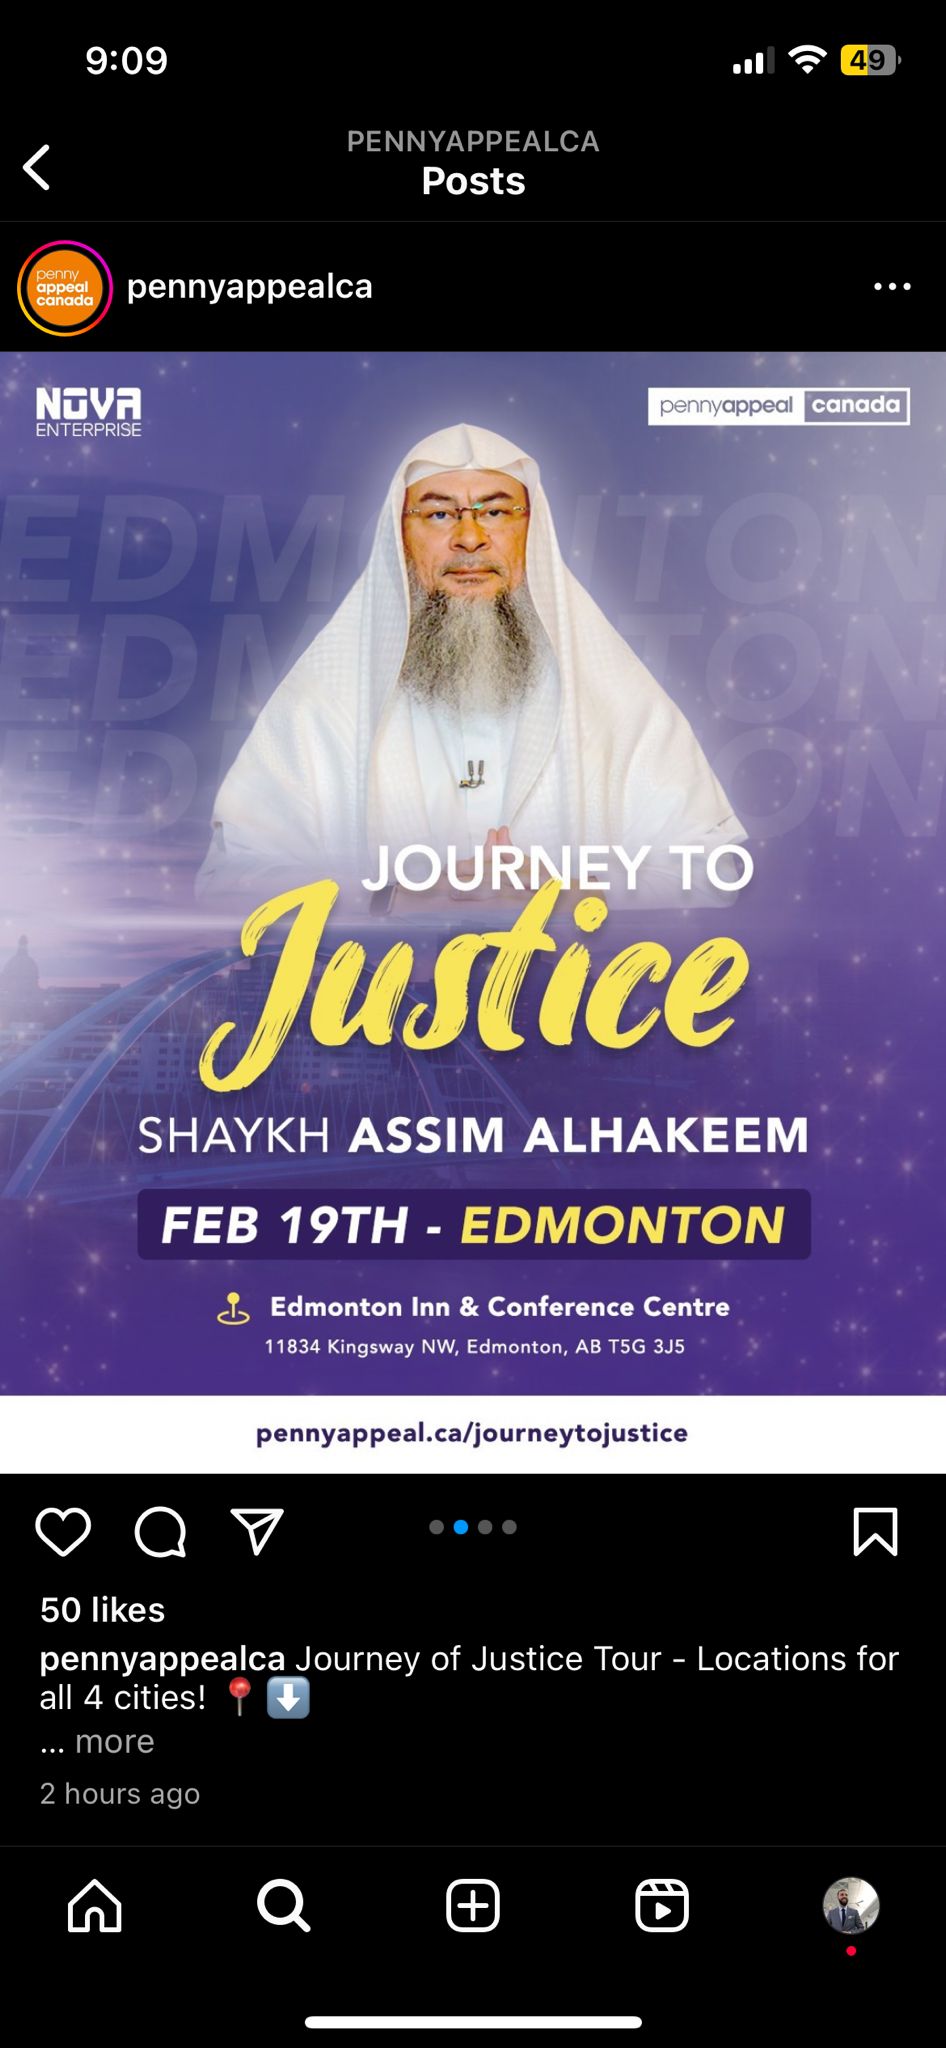 9:09
49
PENNYAPPEALCA
Posts
penny
appeal
canada
pennyappealca
NOVA
ENTERPRISE
pennyappeal canada
EDMONTON
EDMONTON
EDMONTON
JOURNEY TO
Justice
SHAYKH ASSIM ALHAKEEM
FEB 19TH - EDMONTON
Edmonton Inn & Conference Centre
11834 Kingsway NW, Edmonton, AB T5G 3J5
pennyappeal.ca/journeytojustice
50 likes
pennyappealca Journey of Justice Tour - Locations for
all 4 cities! 📍⬇️
... more
2 hours ago